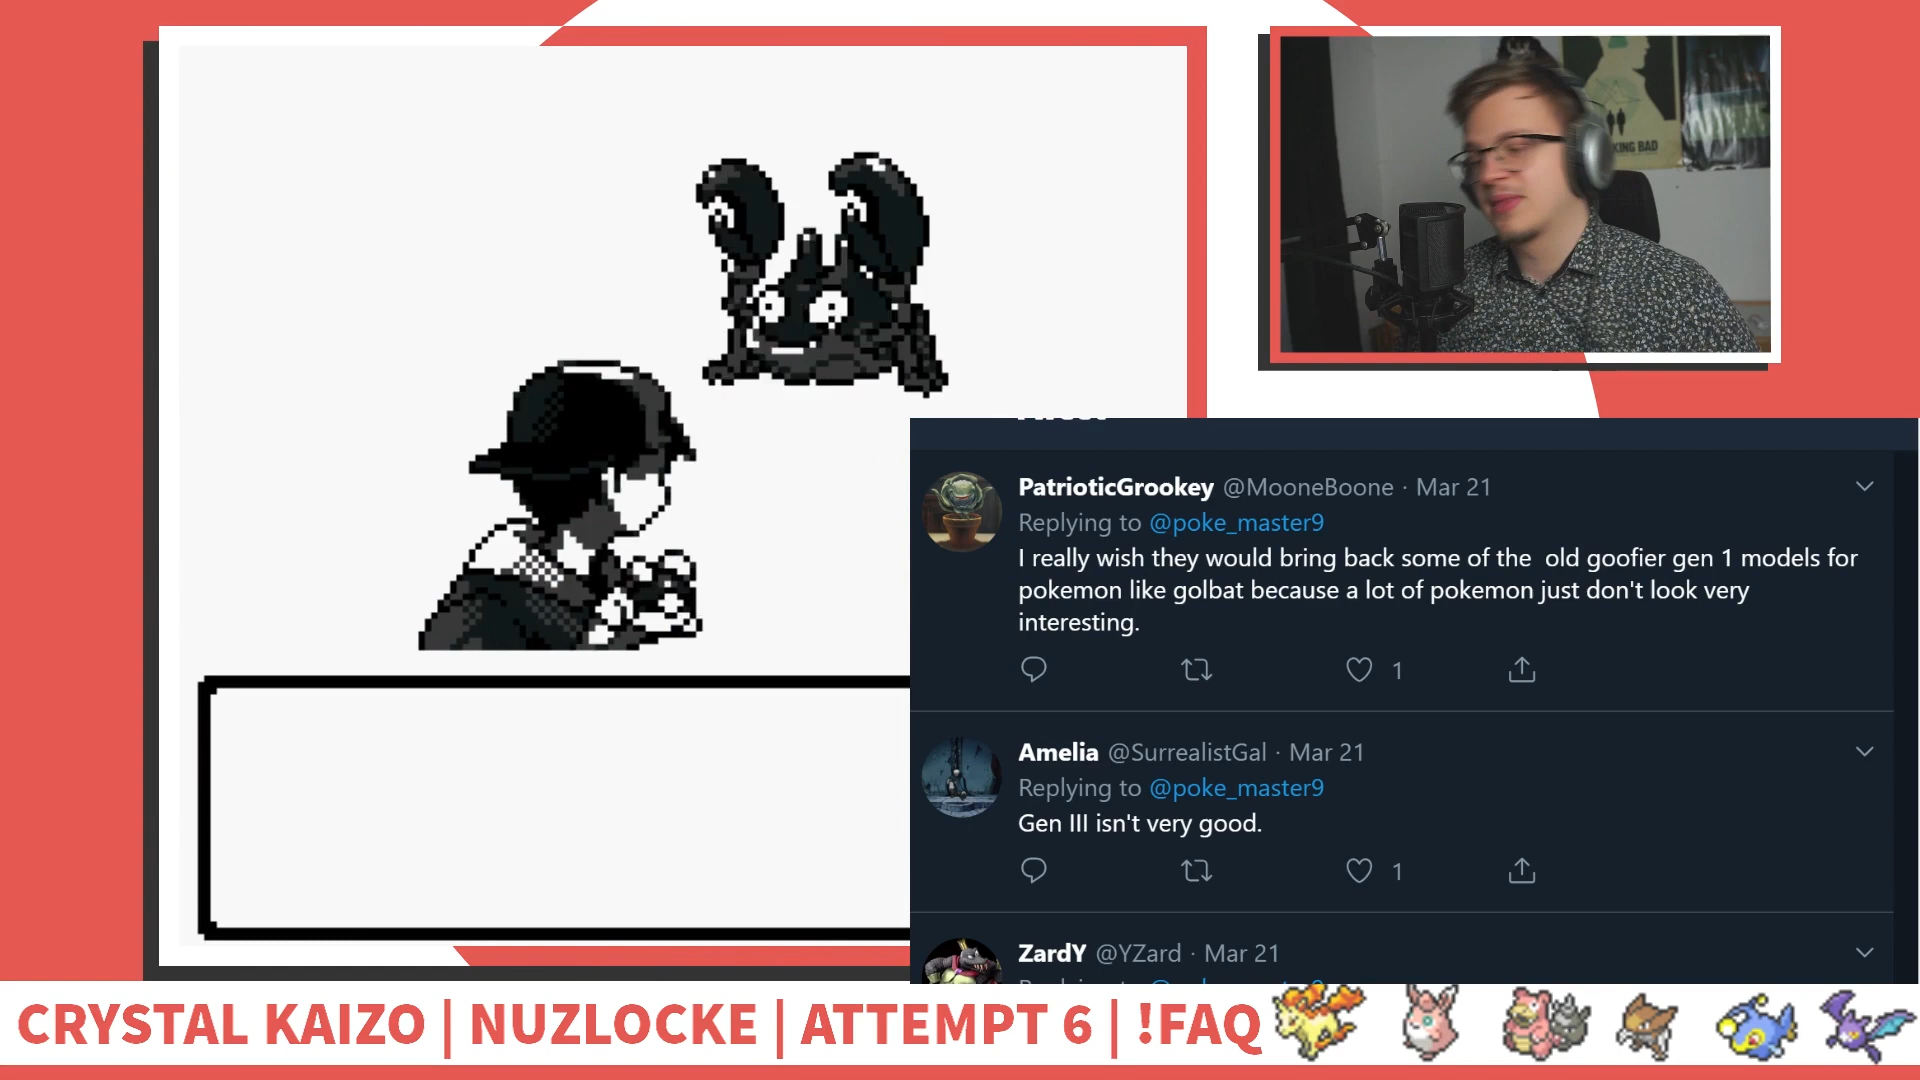 KING BAD
PatrioticGrookey @MooneBoone · Mar 21
Replying to @poke_master9
I really wish they would bring back some of the  old goofier gen 1 models for
pokemon like golbat because a lot of pokemon just don't look very
interesting.
1
Amelia @SurrealistGal · Mar 21
Replying to @poke_master9
Gen III isn't very good.
1
ZardY @YZard · Mar 21
CRYSTAL KAIZO | NUZLOCKE | ATTEMPT 6 | !FAQ